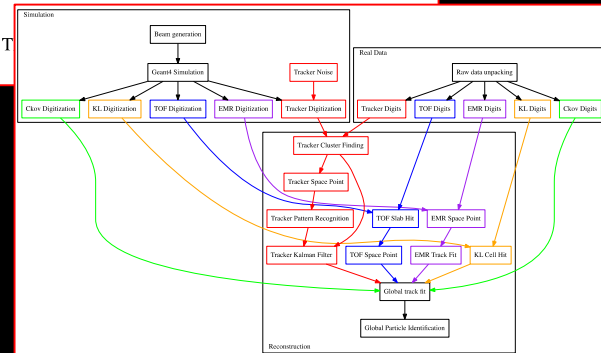 Simulation
Beam generation
T
Real Data
Geant4 Simulation
Tracker Noise
Raw data unpacking
Ckov Digitization
KL Digitization
TOF Digitization
EMR Digitization
Tracker Digitization
Tracker Digits
TOF Digits
EMR Digits
KL Digits
Ckov Digits
Tracker Cluster Finding
Tracker Space Point
Tracker Pattern Recognition
TOF Slab Hit
EMR Space Point
Tracker Kalman Filter
TOF Space Point
EMR Track Fit
KL Cell Hit
Global track fit
Global Particle Identification
Reconstruction